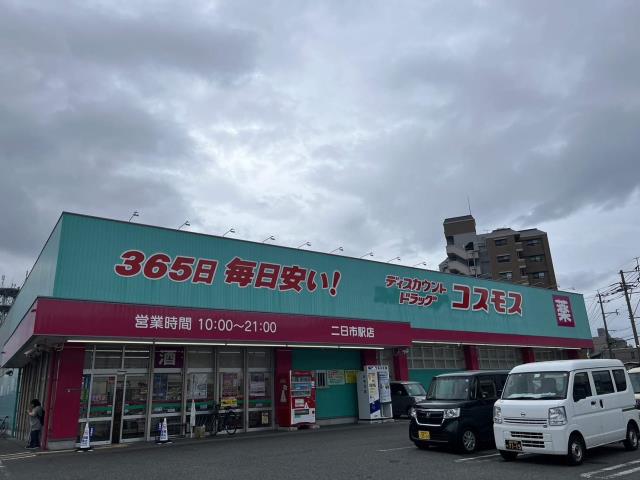 365日 毎日安い!
ディスカウント
ドラッグ コスモス
薬
営業時間 10:00～21:00
二日市駅店
酒